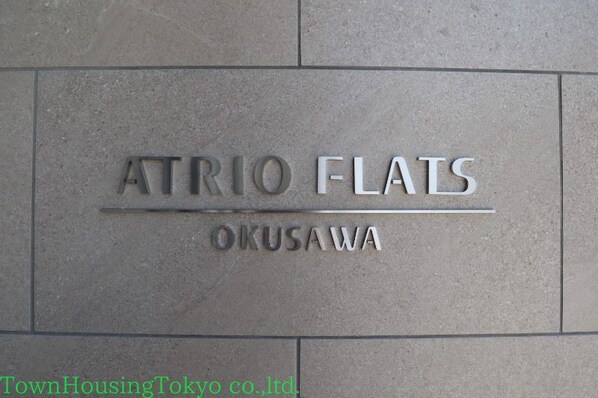 ATRIO FLATS
OKUSAWA
TownHousingTokyo co.,ltd.